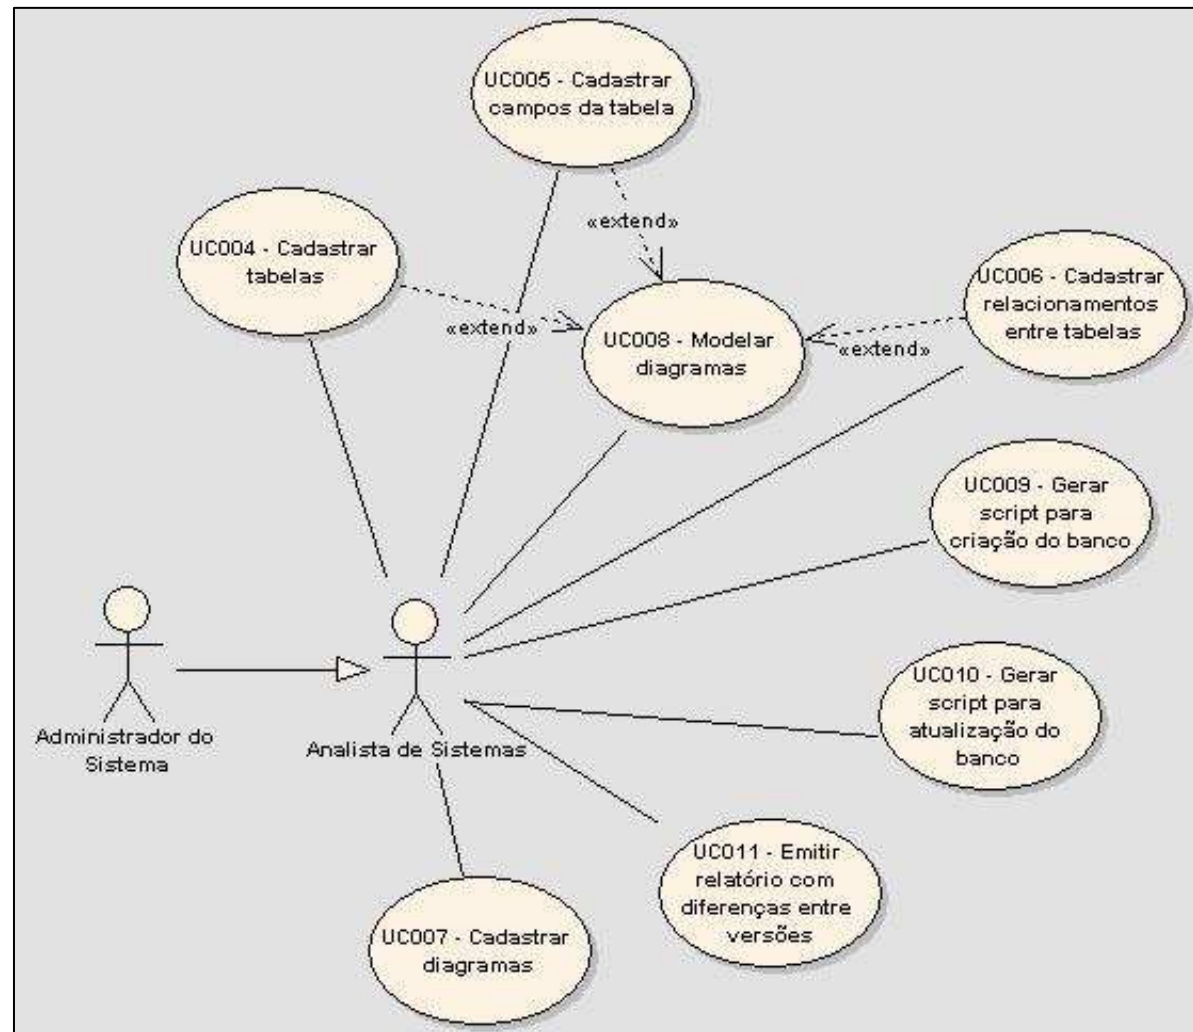 UC005 - Cadastrar
campos da tabela
«extend»
UC004 - Cadastrar
tabelas
«extend»
UC008 - Modelar
diagramas
UC006 - Cadastrar
relacionamentos
entre tabelas
«extend»
UC009 - Gerar
script para
criação do banco
UC010 - Gerar
script para
atualização do
banco
Administrador do
Sistema
Analista de Sistemas
UC011 - Emitir
relatório com
diferenças entre
versões
UC007 - Cadastrar
diagramas